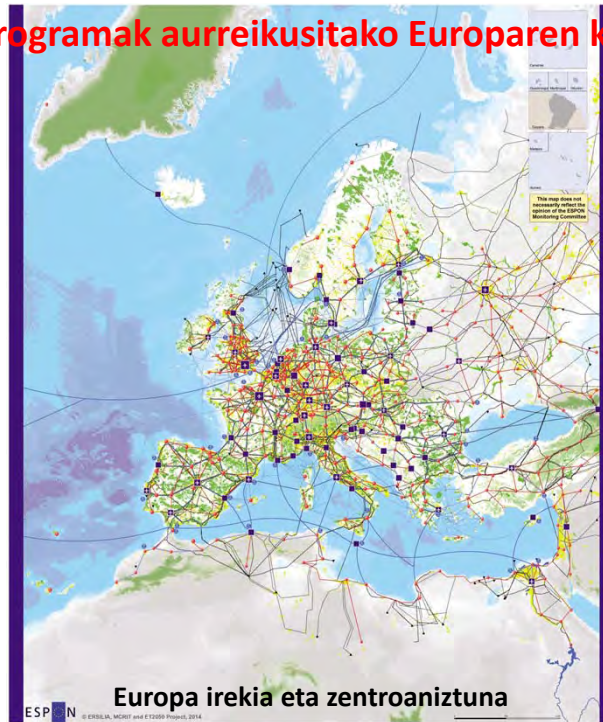 rogramak aurreikusitako Europaren k
This map does not
necessarily reflect the
opinion of the ESPON
Monitoring Committee
Europa irekia eta zentroaniztuna
ESPON © ERSILIA, MCRIT and ET2050 Project, 2014